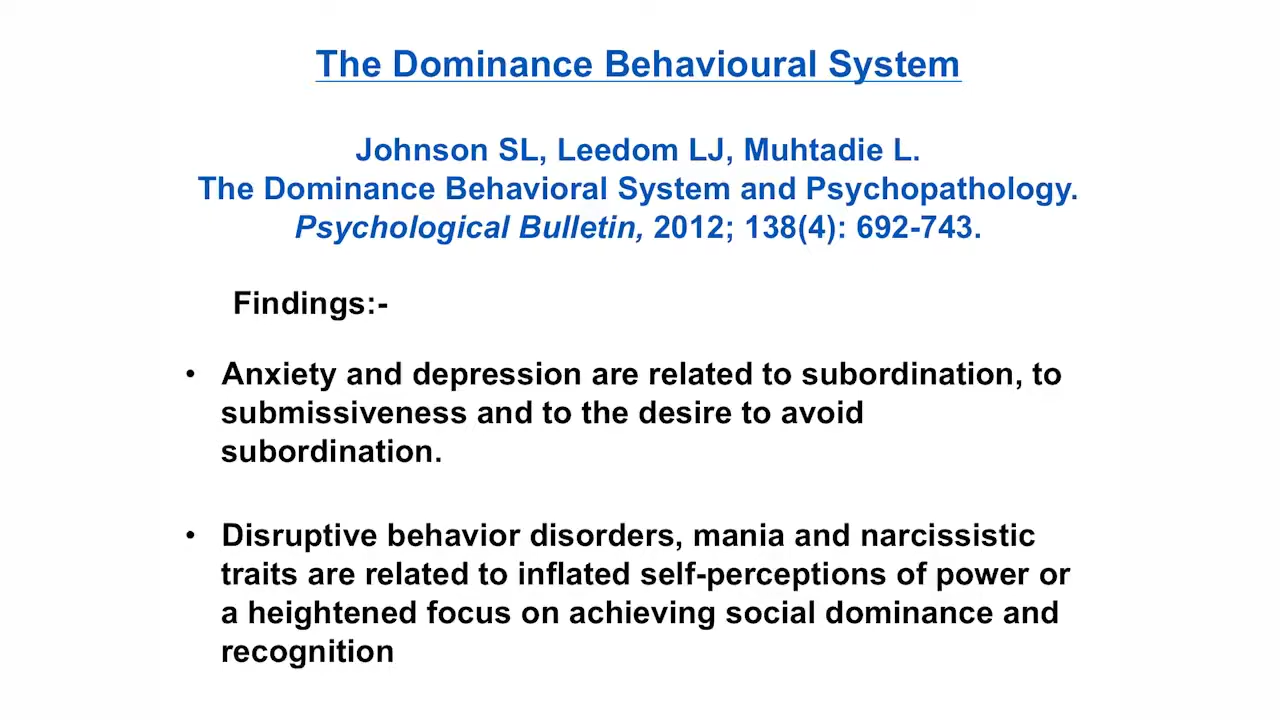 The Dominance Behavioural System
Johnson SL, Leedom LJ, Muhtadie L.
The Dominance Behavioral System and Psychopathology.
Psychological Bulletin, 2012; 138(4): 692-743.
Findings:-
• Anxiety and depression are related to subordination, to
submissiveness and to the desire to avoid
subordination.
• Disruptive behavior disorders, mania and narcissistic
traits are related to inflated self-perceptions of power or
a heightened focus on achieving social dominance and
recognition